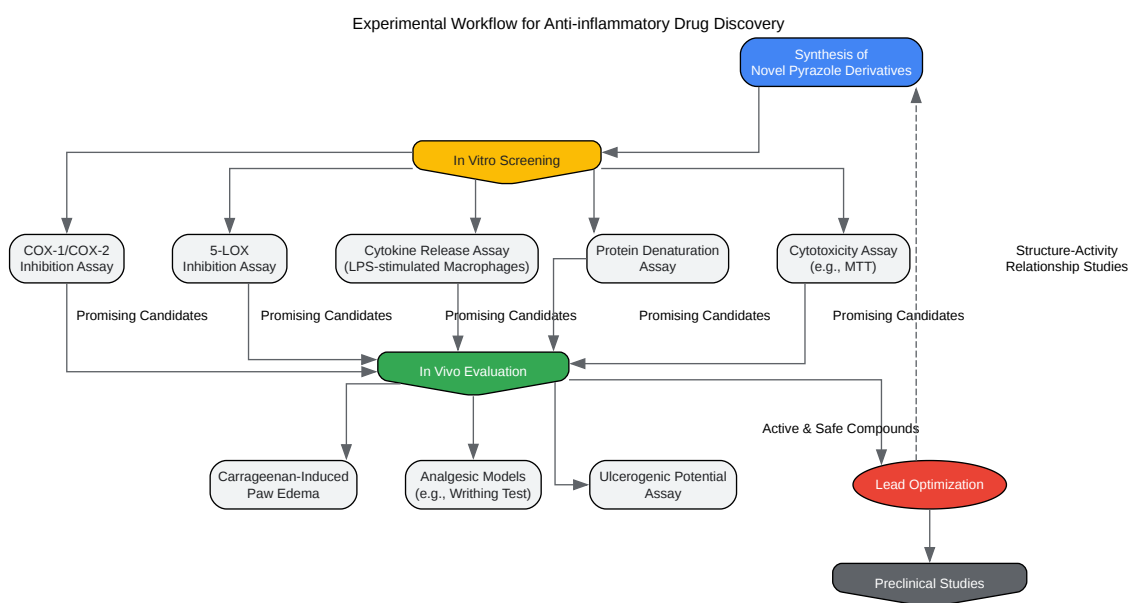 Experimental Workflow for Anti-inflammatory Drug Discovery
Synthesis of
Novel Pyrazole Derivatives
In Vitro Screening
COX-1/COX-2
Inhibition Assay
5-LOX
Inhibition Assay
Cytokine Release Assay
(LPS-stimulated Macrophages)
Protein Denaturation
Assay
Cytotoxicity Assay
(e.g., MTT)
Structure-Activity
Relationship Studies
Promising Candidates
Promising Candidates
Promising Candidates
Promising Candidates
Promising Candidates
In Vivo Evaluation
Active & Safe Compounds
Carrageenan-Induced
Paw Edema
Analgesic Models
(e.g., Writhing Test)
Ulcerogenic Potential
Assay
Lead Optimization
Preclinical Studies